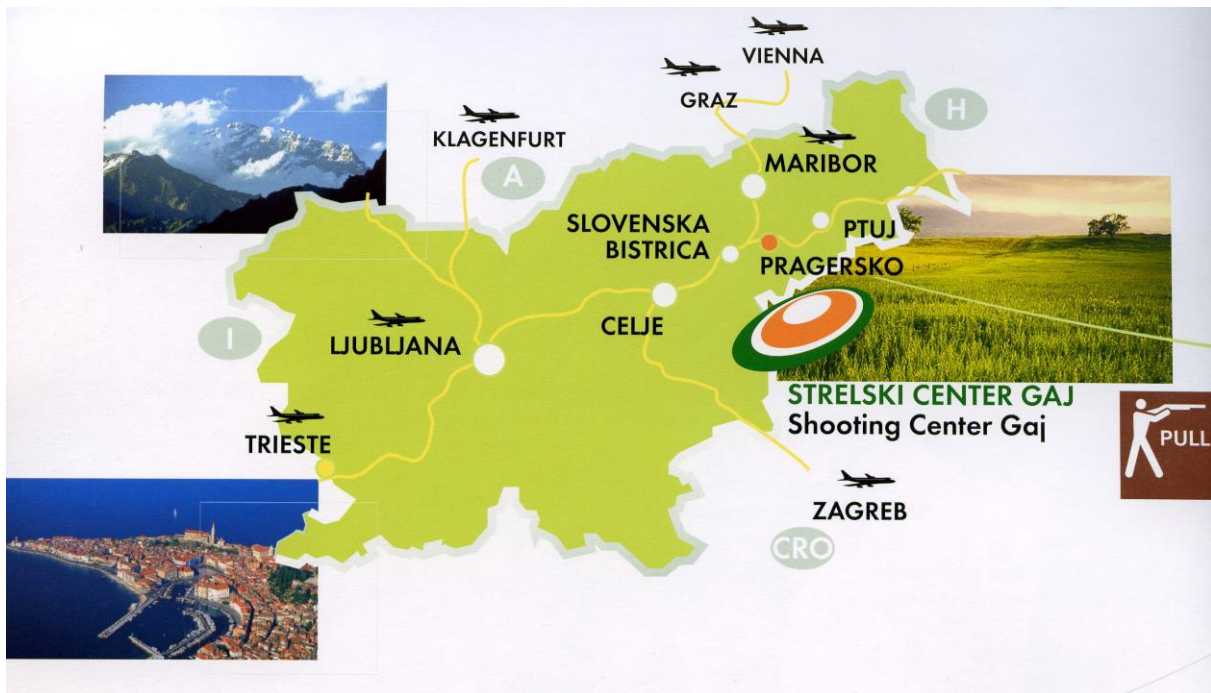 VIENNA
GRAZ
KLAGENFURT
H
A
MARIBOR
SLOVENSKA
BISTRICA
PTUJ
PRAGERSKO
I
LJUBLJANA
CELJE
STRELSKI CENTER GAJ
Shooting Center Gaj
PULL
TRIESTE
ZAGREB
CRO